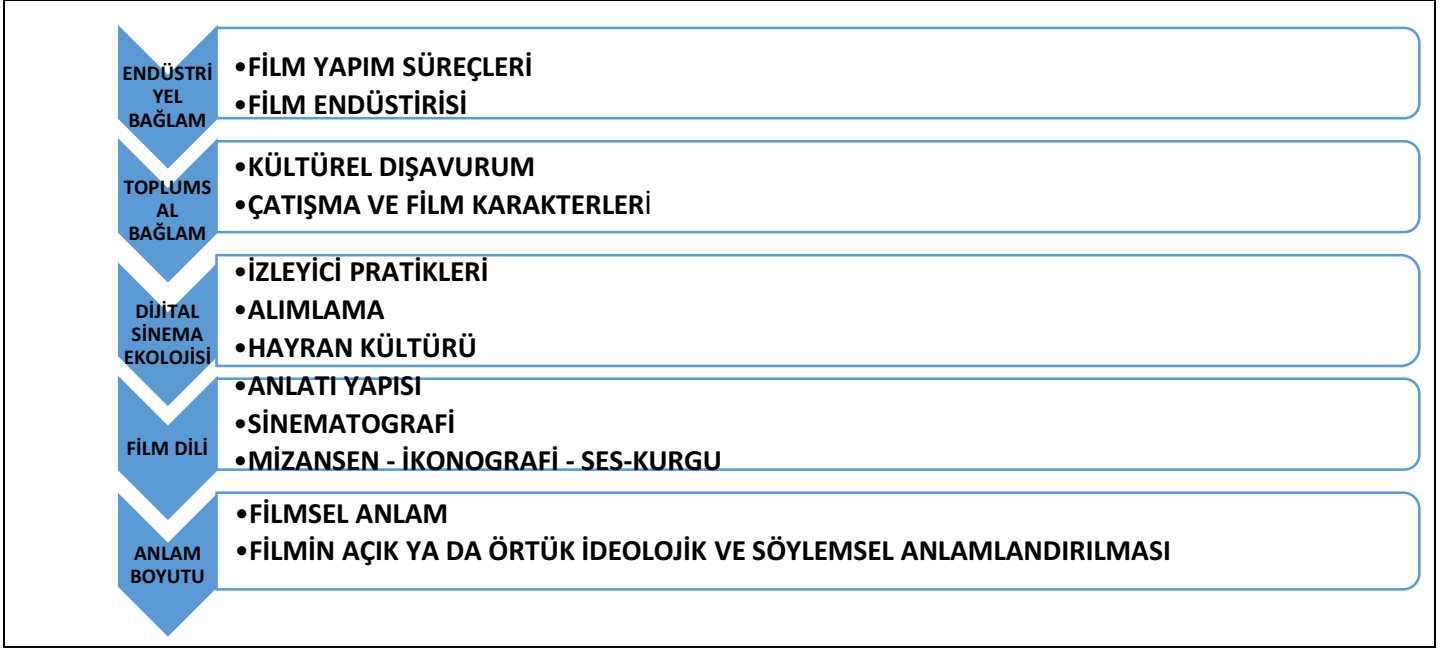 ENDÜSTRİ
YEL
BAĞLAM
•FİLM YAPIM SÜREÇLERİ
•FİLM ENDÜSTİRİSİ
TOPLUMS
AL
BAĞLAM
•KÜLTÜREL DIŞAVURUM
•ÇATIŞMA VE FİLM KARAKTERLERİ
DİJİTAL
SİNEMA
EKOLOJİSİ
•İZLEYİCİ PRATİKLERİ
•ALIMLAMA
•HAYRAN KÜLTÜRÜ
FİLM DİLİ
•ANLATI YAPISI
•SİNEMATOGRAFİ
•MİZANSEN - İKONOGRAFİ - SES-KURGU
ANLAM
BOYUTU
•FİLMSEL ANLAM
•FİLMİN AÇIK YA DA ÖRTÜK İDEOLOJİK VE SÖYLEMSEL ANLAMLANDIRILMASI